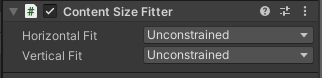 Content Size Fitter
Horizontal Fit Unconstrained
Vertical Fit Unconstrained